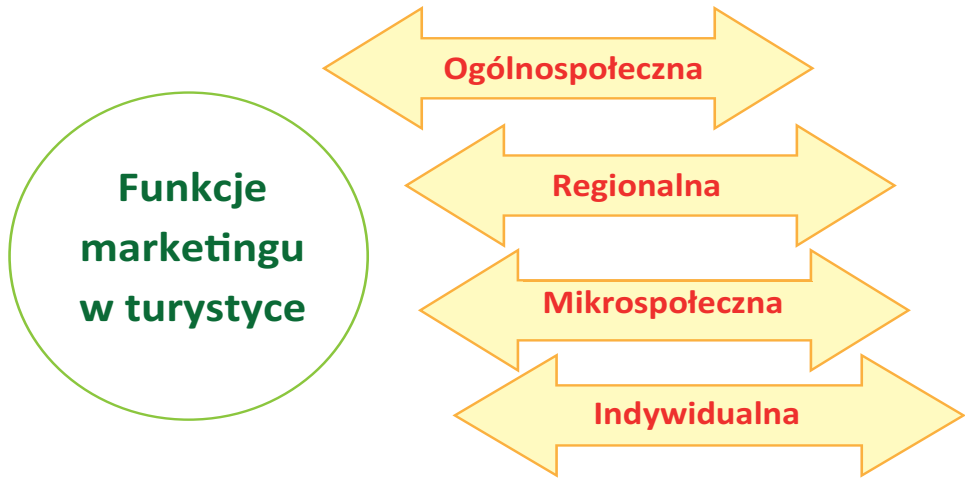 Funkcje
marketingu
w turystyce
Ogólnospołeczna
Regionalna
Mikrospołeczna
Indywidualna